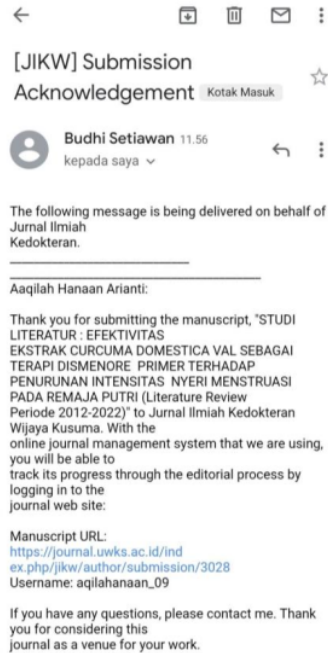 [JIKW] Submission
Acknowledgement Kotak Masuk
Budhi Setiawan 11.56
kepada saya
The following message is being delivered on behalf of
Jurnal Ilmiah
Kedokteran.
Aaqilah Hanaan Arianti:
Thank you for submitting the manuscript, "STUDI
LITERATUR : EFEKTIVITAS
EKSTRAK CURCUMA DOMESTICA VAL SEBAGAI
TERAPI DISMENORE PRIMER TERHADAP
PENURUNAN INTENSITAS NYERI MENSTRUASI
PADA REMAJA PUTRI (Literature Review
Periode 2012-2022)" to Jurnal Ilmiah Kedokteran
Wijaya Kusuma. With the
online journal management system that we are using,
you will be able to
track its progress through the editorial process by
logging in to the
journal web site:
Manuscript URL:
https://journal.uwks.ac.id/ind
ex.php/jikw/author/submission/3028
Username: aqilahanaan_09
If you have any questions, please contact me. Thank
you for considering this
journal as a venue for your work.